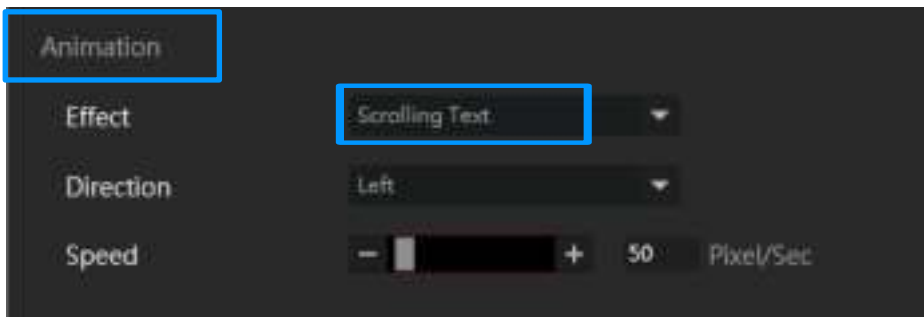 Animation
Effect Scrolling Text
Direction Left
Speed − + 50 Pixel/Sec